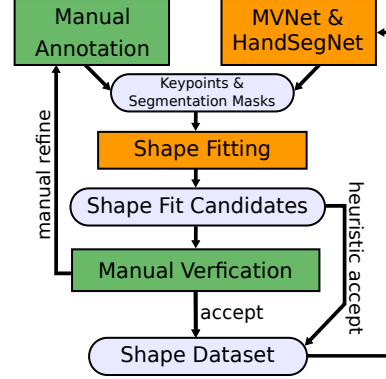 Manual
Annotation
MVNet &
HandSegNet
Keypoints &
Segmentation Masks
Shape Fitting
manual refine
Shape Fit Candidates
heuristic accept
Manual Verfication
accept
Shape Dataset